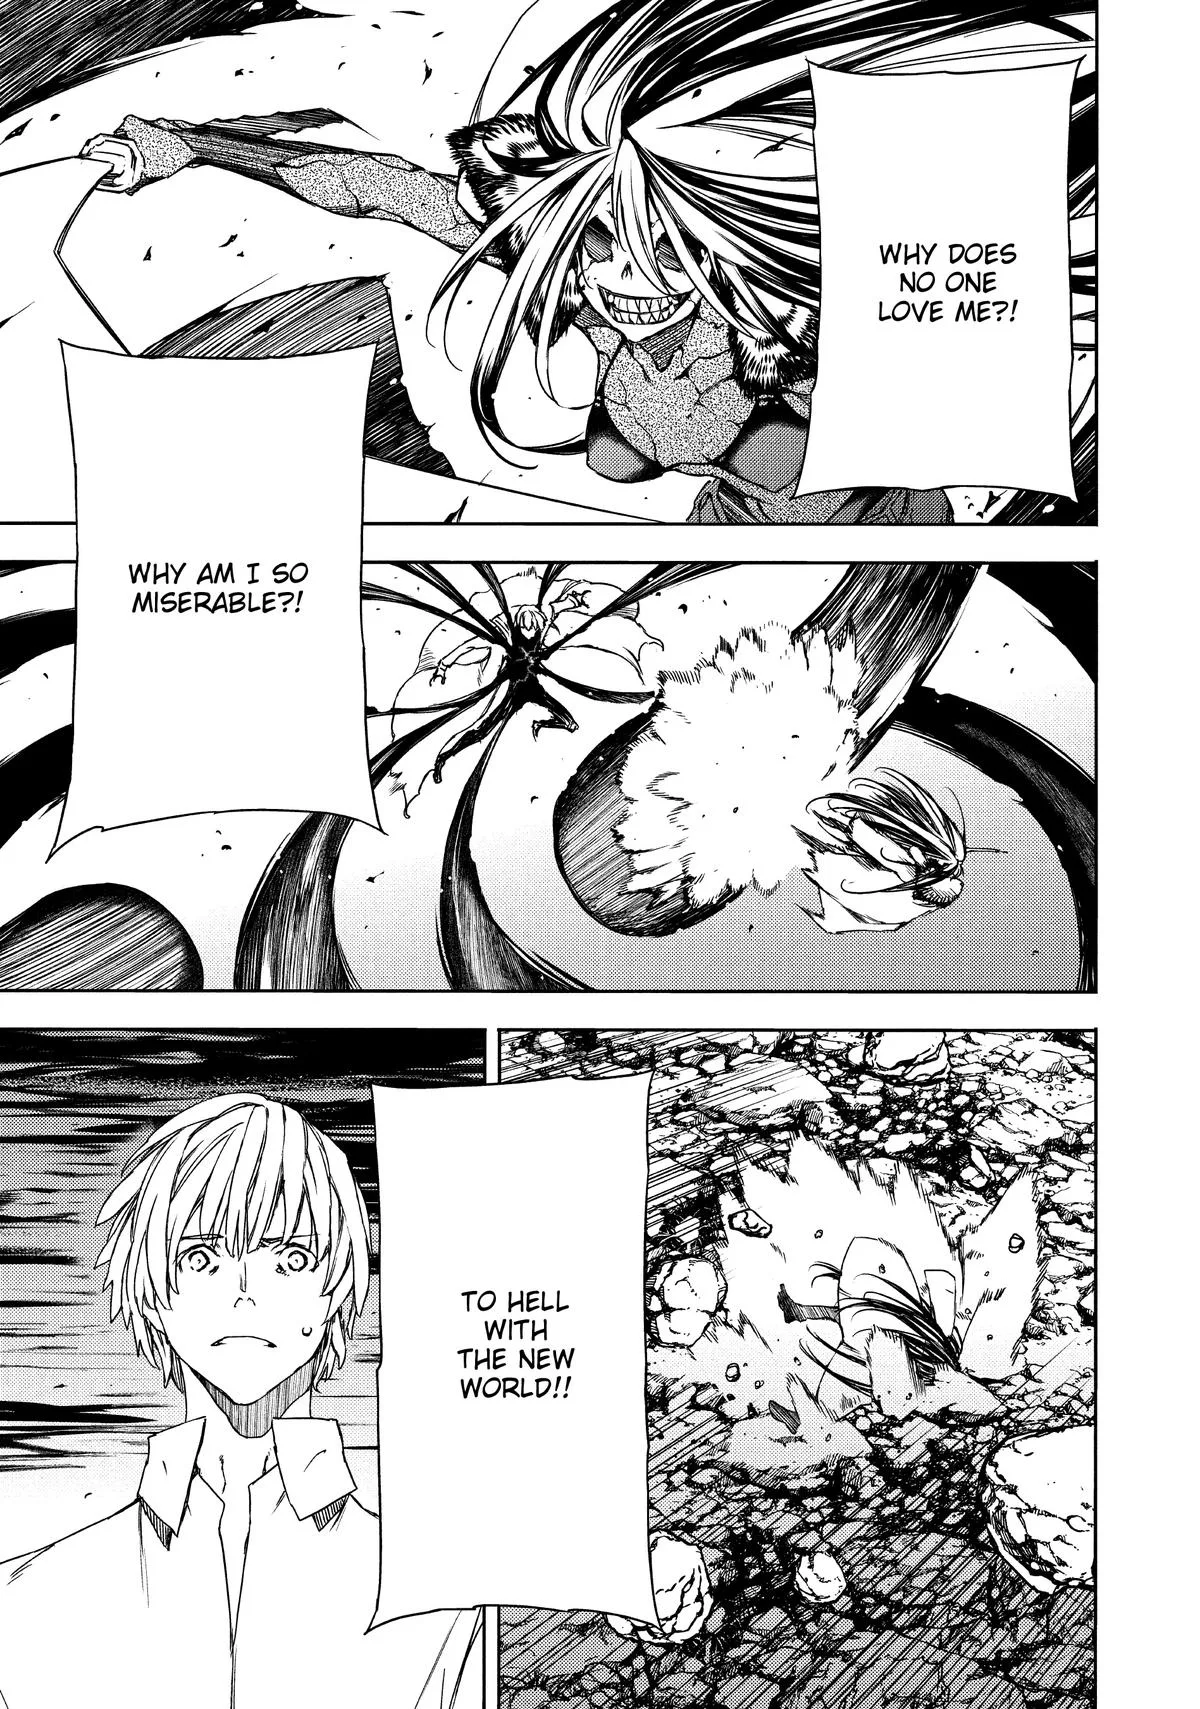 WHY DOES
NO ONE
LOVE ME?!
WHY AM I SO
MISERABLE?!
TO HELL
WITH
THE NEW
WORLD!!